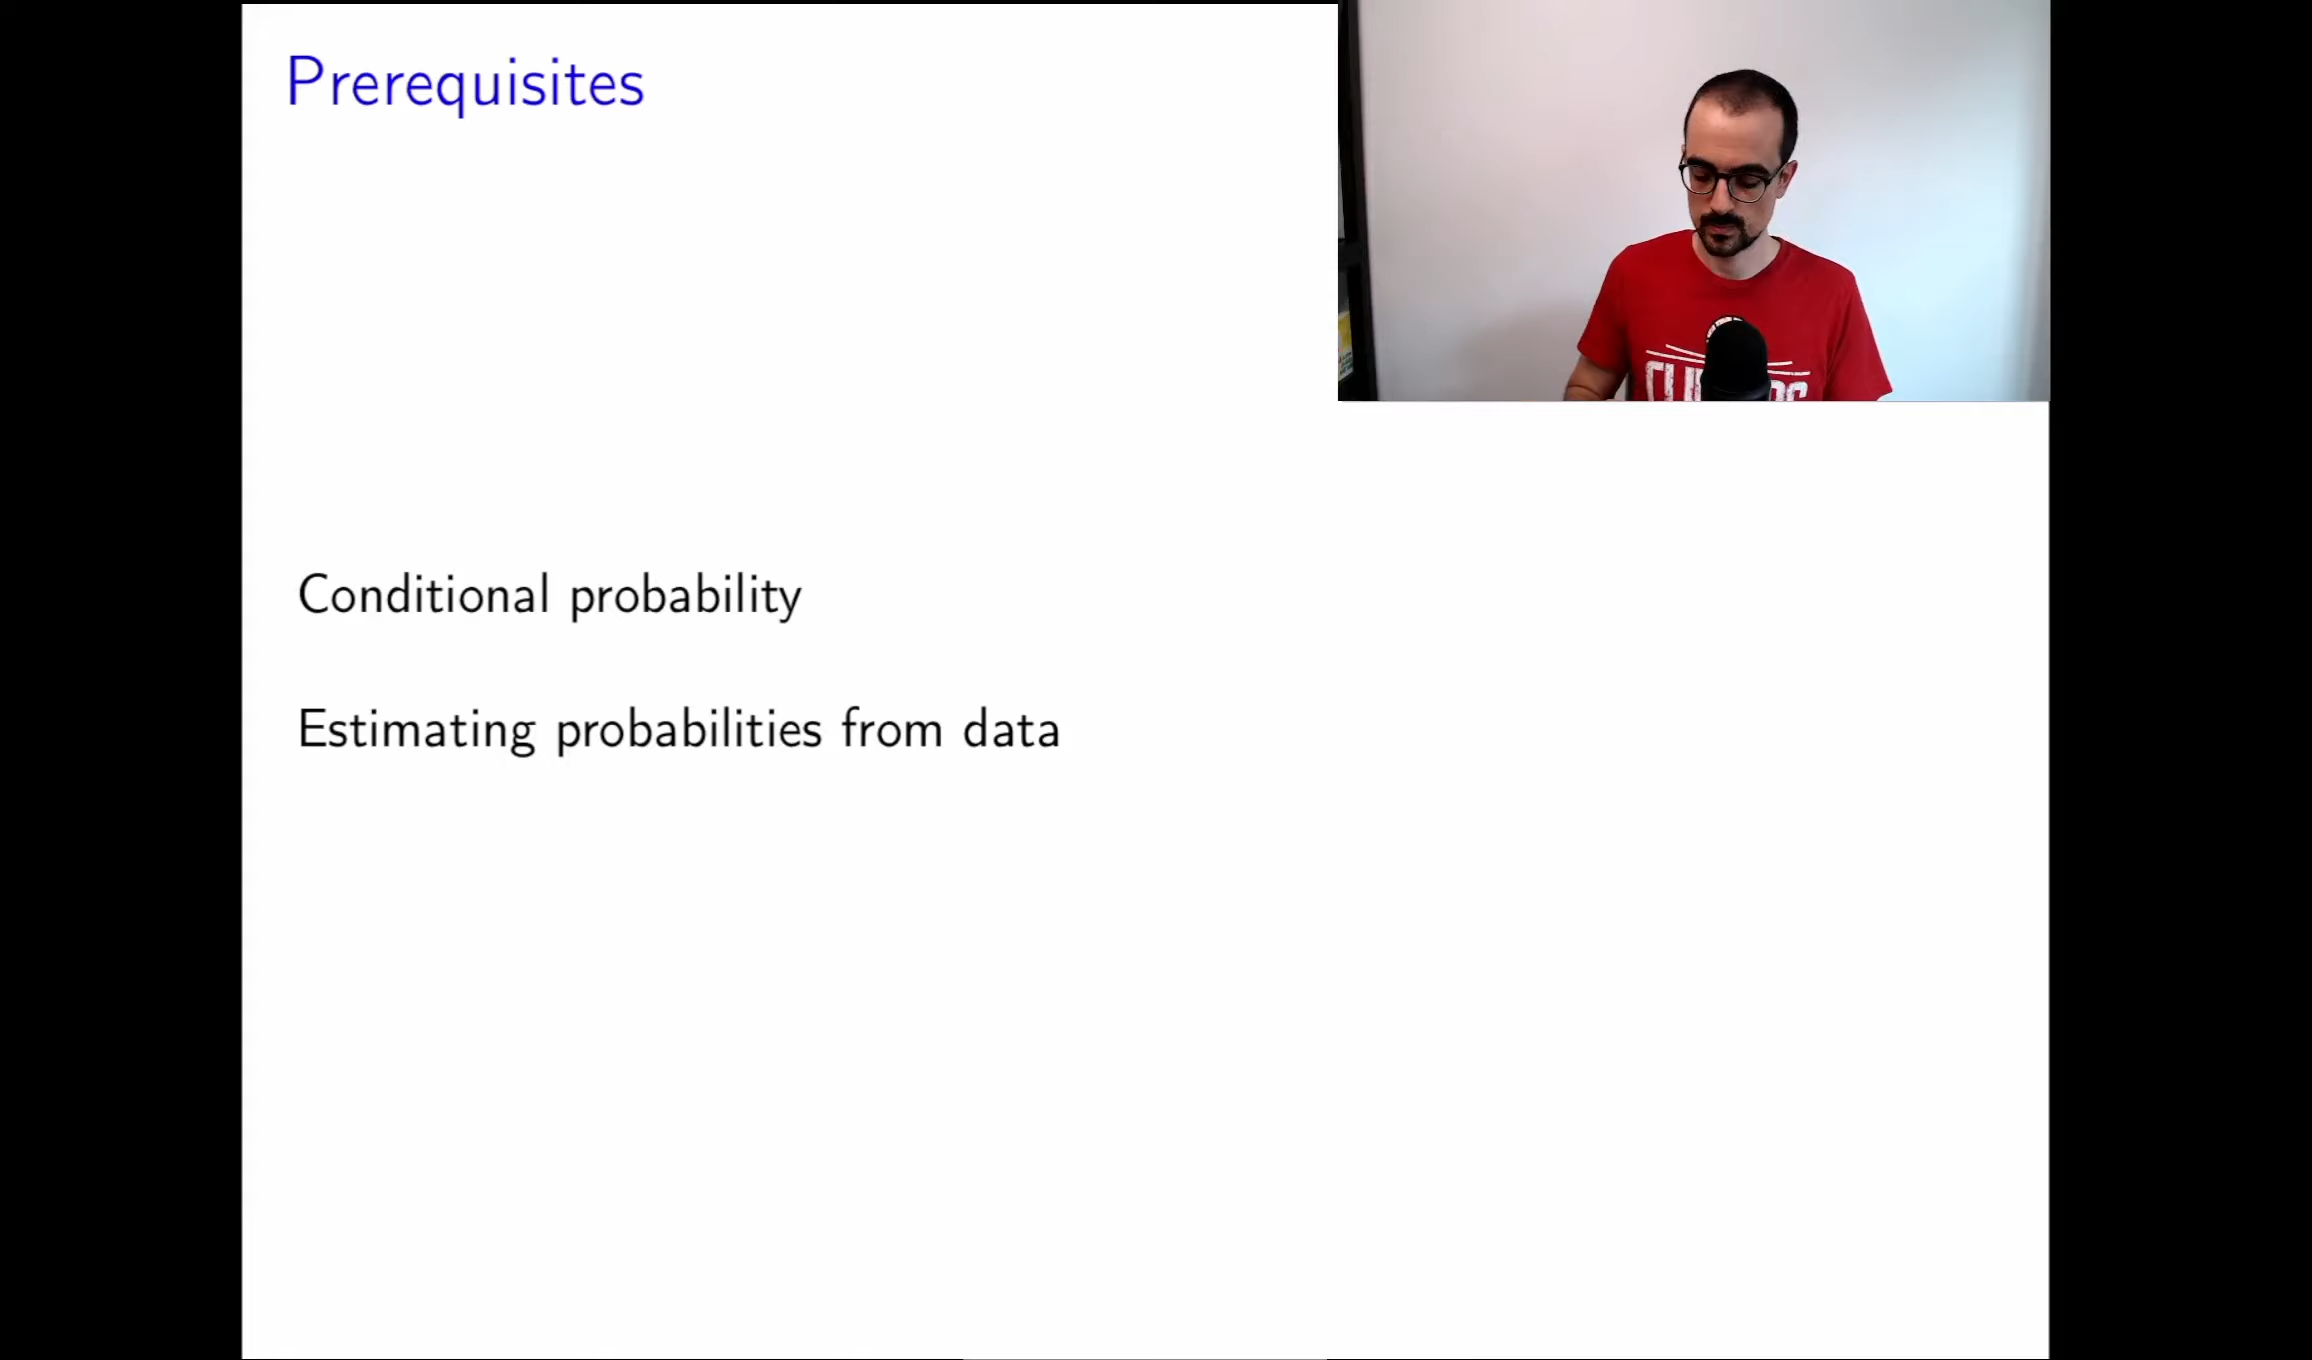 Prerequisites
Conditional probability
Estimating probabilities from data